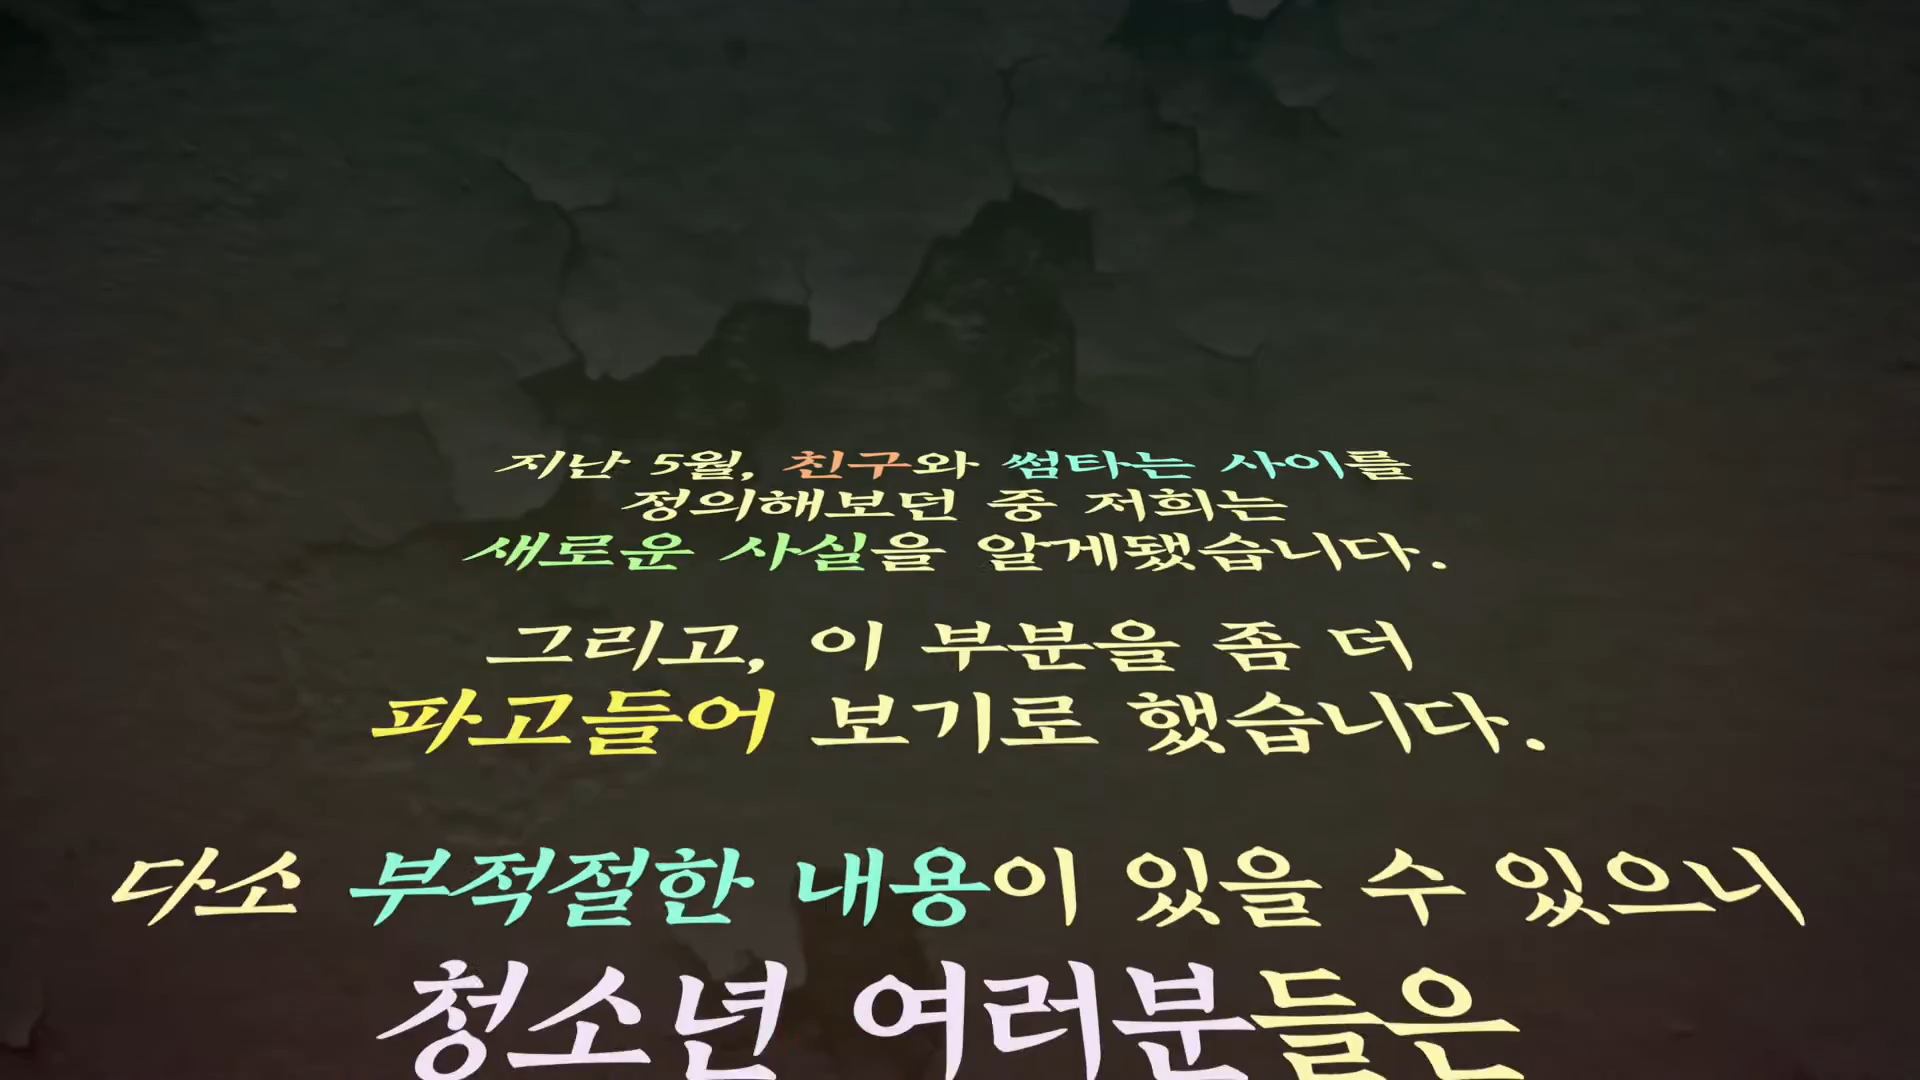 지난 5월, 친구와 썸타는 사이를
정의해보던 중 저희는
새로운 사실을 알게됐습니다.
그리고, 이 부분을 좀 더
파고들어 보기로 했습니다.
다소 부적절한 내용이 있을 수 있으니
청소년 여러분들은